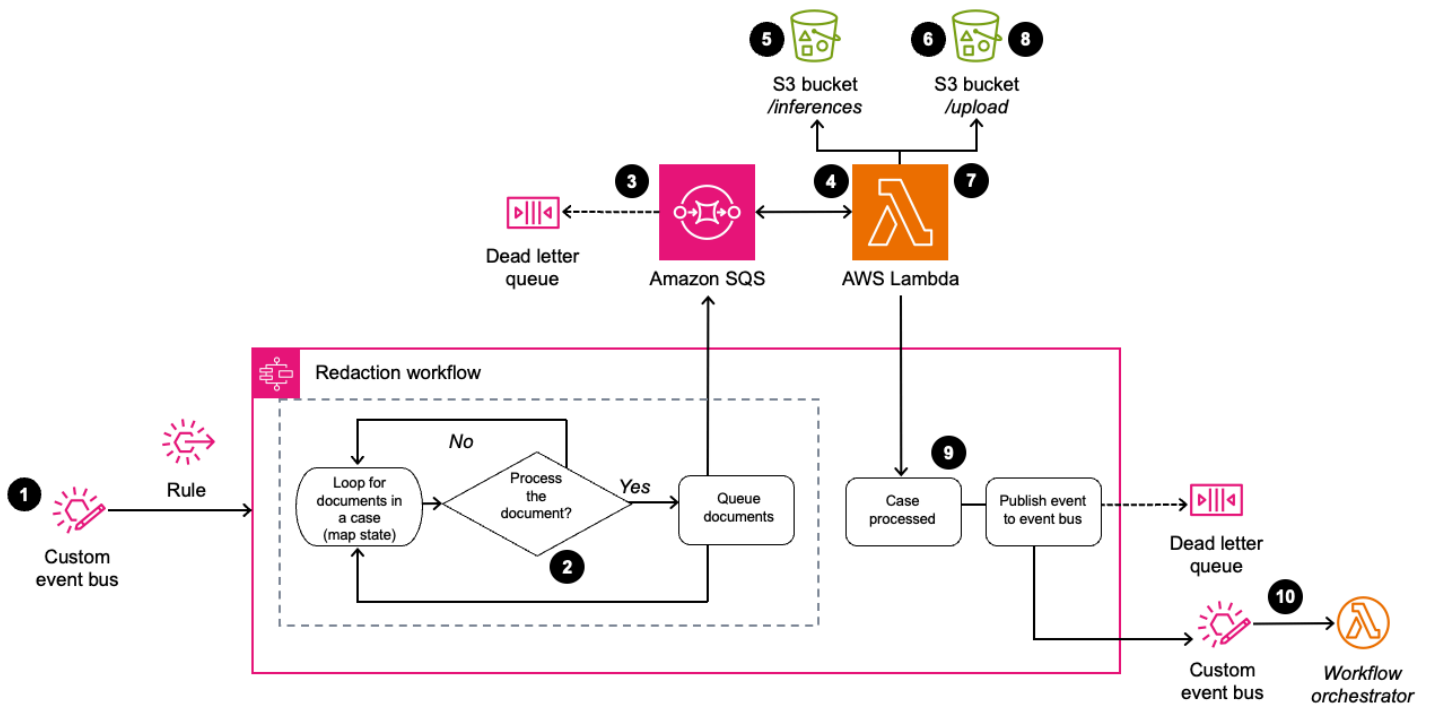 5
6
8
S3 bucket
/inferences
S3 bucket
/upload
3
4
7
Dead letter
queue
Amazon SQS
AWS Lambda
Redaction workflow
Rule
1
Custom
event bus
No
Loop for
documents in
a case
(map state)
Process
the
document?
Yes
2
Queue
documents
9
Case
processed
Publish event
to event bus
Dead letter
queue
10
Custom
event bus
Workflow
orchestrator